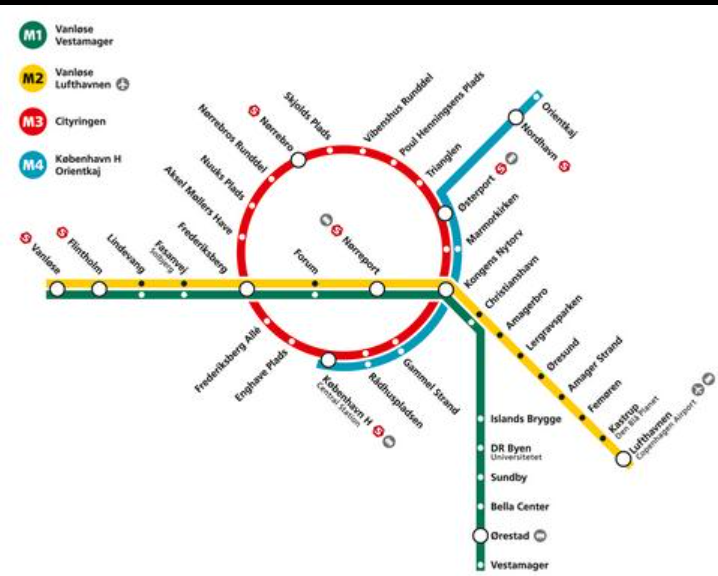 M1
Vanløse
Vestamager
M2
Vanløse
Lufthavnen
M3
Cityringen
M4
København H
Orientkaj
Orientkaj
Nordhavn S
Østerport S
Trianglen
Poul Henningsens Plads
Vibenshus Runddel
Skjolds Plads
S Nørrebro
Nørrebros Runddel
Nuuks Plads
Aksel Møllers Have
Frederiksberg
Fasanvej
Solbjerg
Lindevang
S Flintholm
S Vanløse
Forum
S Nørreport
Marmorkirken
Kongens Nytorv
Christianshavn
Amagerbro
Lergravsparken
Øresund
Amager Strand
Femøren
Kastrup
Den Blå Planet
Lufthavnen
Copenhagen Airport
Frederiksberg Allé
Enghave Plads
København H S
Central Station
Rådhuspladsen
Gammel Strand
Islands Brygge
DR Byen
Universitetet
Sundby
Bella Center
Ørestad
Vestamager